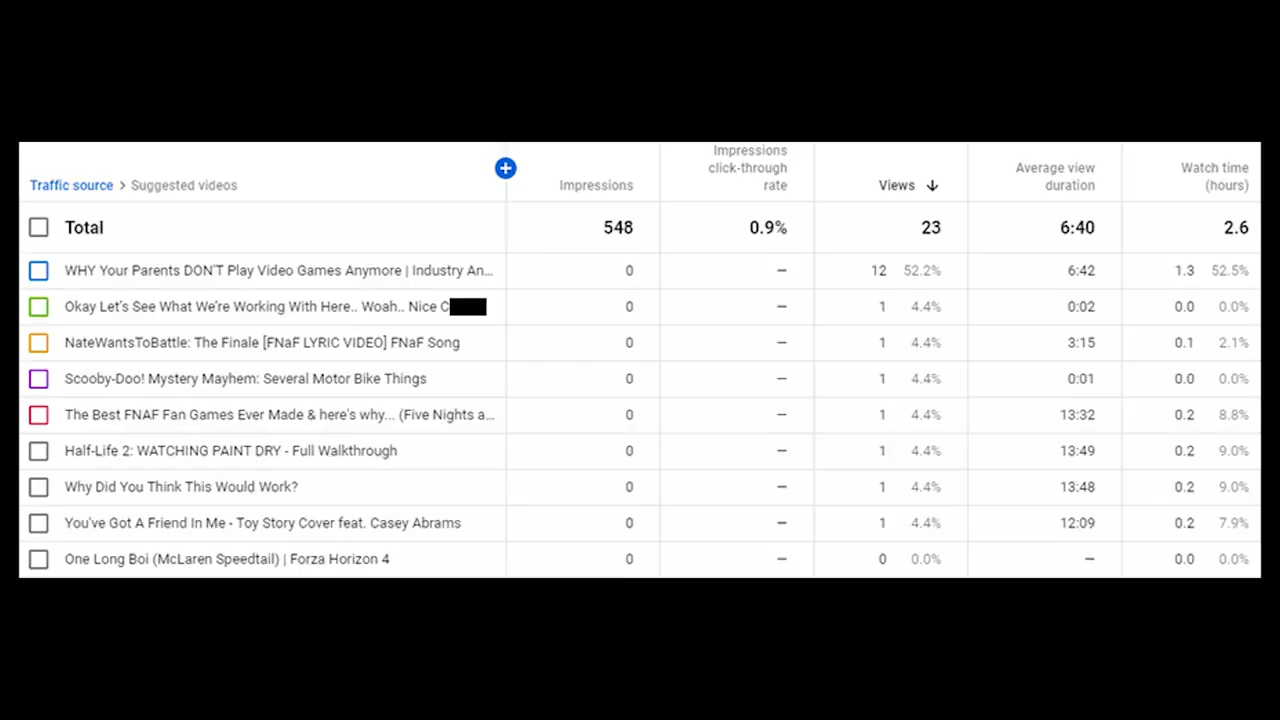 Traffic source > Suggested videos Impressions Impressions click-through rate Views ↓ Average view duration Watch time (hours)
Total 548 0.9% 23 6:40 2.6
WHY Your Parents DON'T Play Video Games Anymore | Industry An... 0 – 12 52.2% 6:42 1.3 52.5%
Okay Let's See What We're Working With Here.. Woah.. Nice C 0 – 1 4.4% 0:02 0.0 0.0%
NateWantsToBattle: The Finale [FNaF LYRIC VIDEO] FNaF Song 0 – 1 4.4% 3:15 0.1 2.1%
Scooby-Doo! Mystery Mayhem: Several Motor Bike Things 0 – 1 4.4% 0:01 0.0 0.0%
The Best FNAF Fan Games Ever Made & here's why... (Five Nights a... 0 – 1 4.4% 13:32 0.2 8.8%
Half-Life 2: WATCHING PAINT DRY - Full Walkthrough 0 – 1 4.4% 13:49 0.2 9.0%
Why Did You Think This Would Work? 0 – 1 4.4% 13:48 0.2 9.0%
You've Got A Friend In Me - Toy Story Cover feat. Casey Abrams 0 – 1 4.4% 12:09 0.2 7.9%
One Long Boi (McLaren Speedtail) | Forza Horizon 4 0 – 0 0.0% – 0.0 0.0%